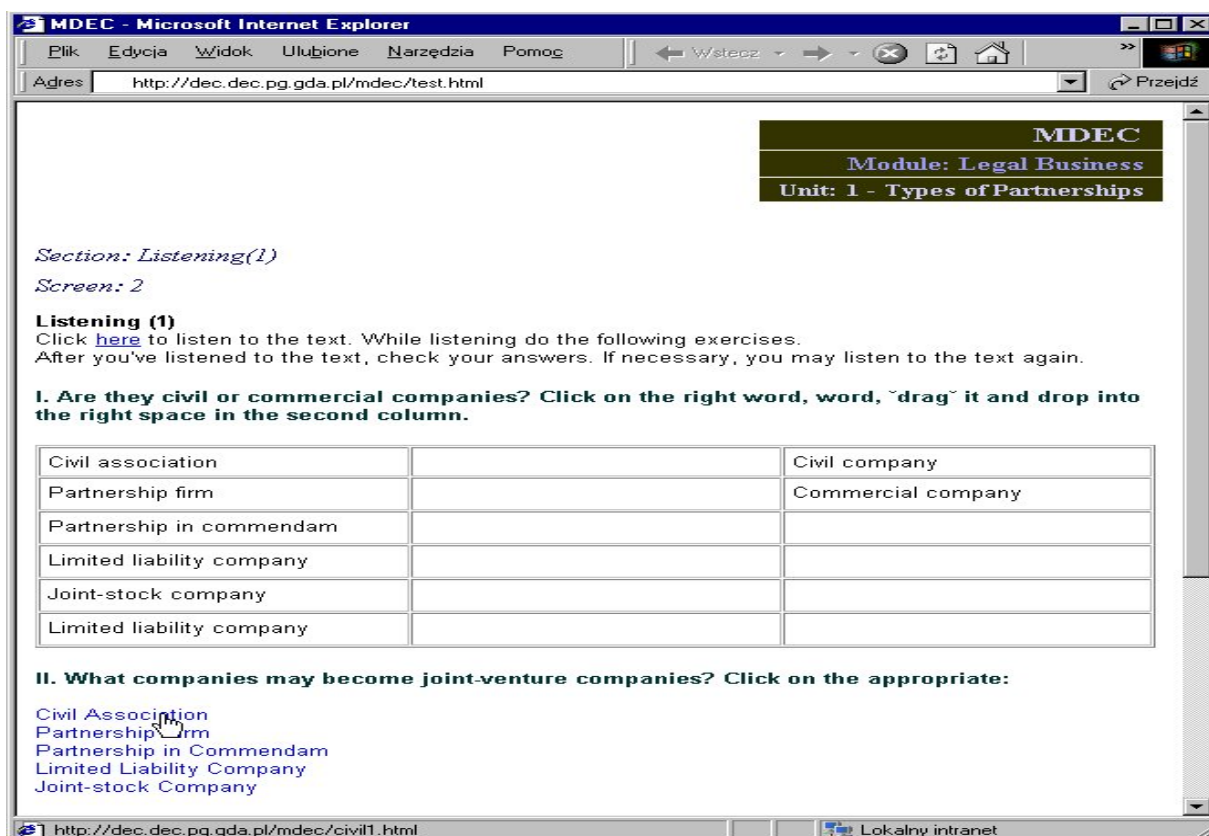 MDEC - Microsoft Internet Explorer
Plik Edycja Widok Ulubione Narzędzia Pomoc Wstecz »
Adres http://dec.dec.pg.gda.pl/mdec/test.html Przejdź
MDEC
Module: Legal Business
Unit: 1 - Types of Partnerships
Section: Listening(1)
Screen: 2
Listening (1)
Click here to listen to the text. While listening do the following exercises.
After you've listened to the text, check your answers. If necessary, you may listen to the text again.
I. Are they civil or commercial companies? Click on the right word, word, ˇdragˇ it and drop into
the right space in the second column.
Civil association Civil company
Partnership firm Commercial company
Partnership in commendam
Limited liability company
Joint-stock company
Limited liability company
II. What companies may become joint-venture companies? Click on the appropriate:
Civil Association
Partnership Firm
Partnership in Commendam
Limited Liability Company
Joint-stock Company
http://dec.dec.pg.gda.pl/mdec/civil1.html Lokalny intranet